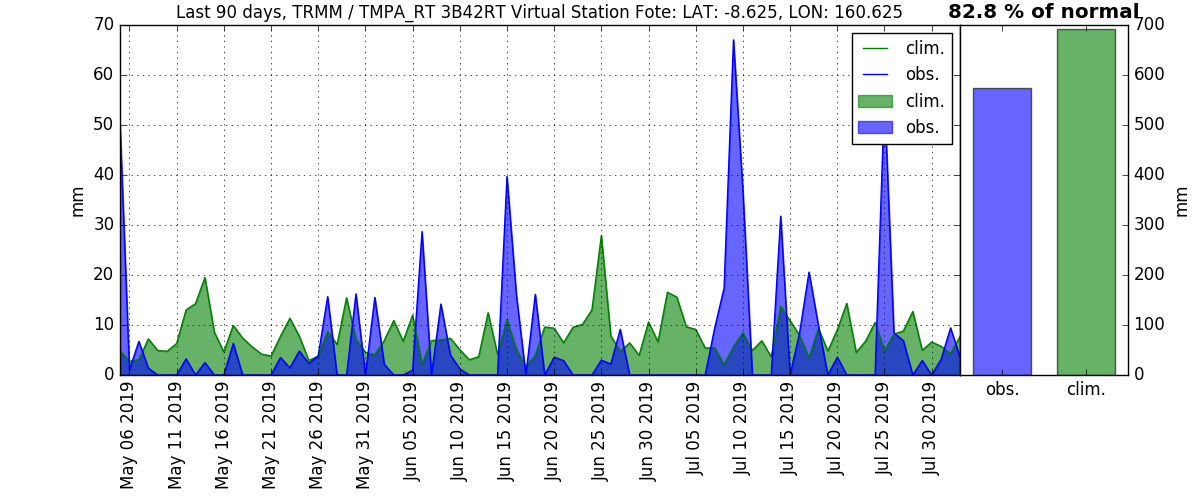 Last 90 days, TRMM / TMPA_RT 3B42RT Virtual Station Fote: LAT: -8.625, LON: 160.625
82.8 % of normal
70
60
50
40
30
20
10
0
mm
clim.
obs.
clim.
obs.
700
600
500
400
300
200
100
0
mm
obs.
clim.
May 06 2019
May 11 2019
May 16 2019
May 21 2019
May 26 2019
May 31 2019
Jun 05 2019
Jun 10 2019
Jun 15 2019
Jun 20 2019
Jun 25 2019
Jun 30 2019
Jul 05 2019
Jul 10 2019
Jul 15 2019
Jul 20 2019
Jul 25 2019
Jul 30 2019